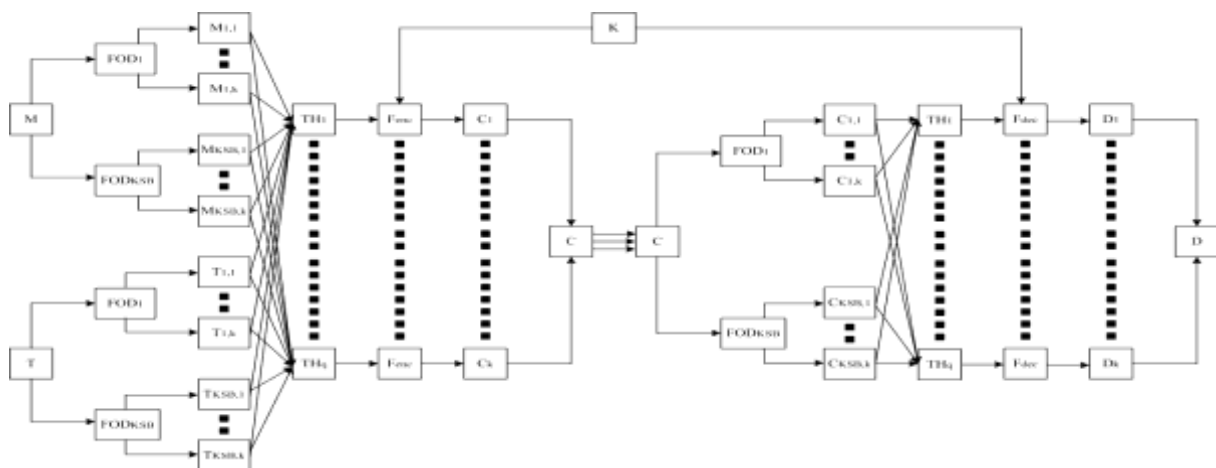 M
FOD1
FODKSB
M1,1
M1,k
MKSB,1
MKSB,k
T
FOD1
FODKSB
T1,1
T1,k
TKSB,1
TKSB,k
TH1
THq
Fenc
Fenc
C1
Ck
K
C
C
FOD1
FODKSB
C1,1
C1,k
CKSB,1
CKSB,k
TH1
THq
Fdec
Fdec
D1
Dk
D